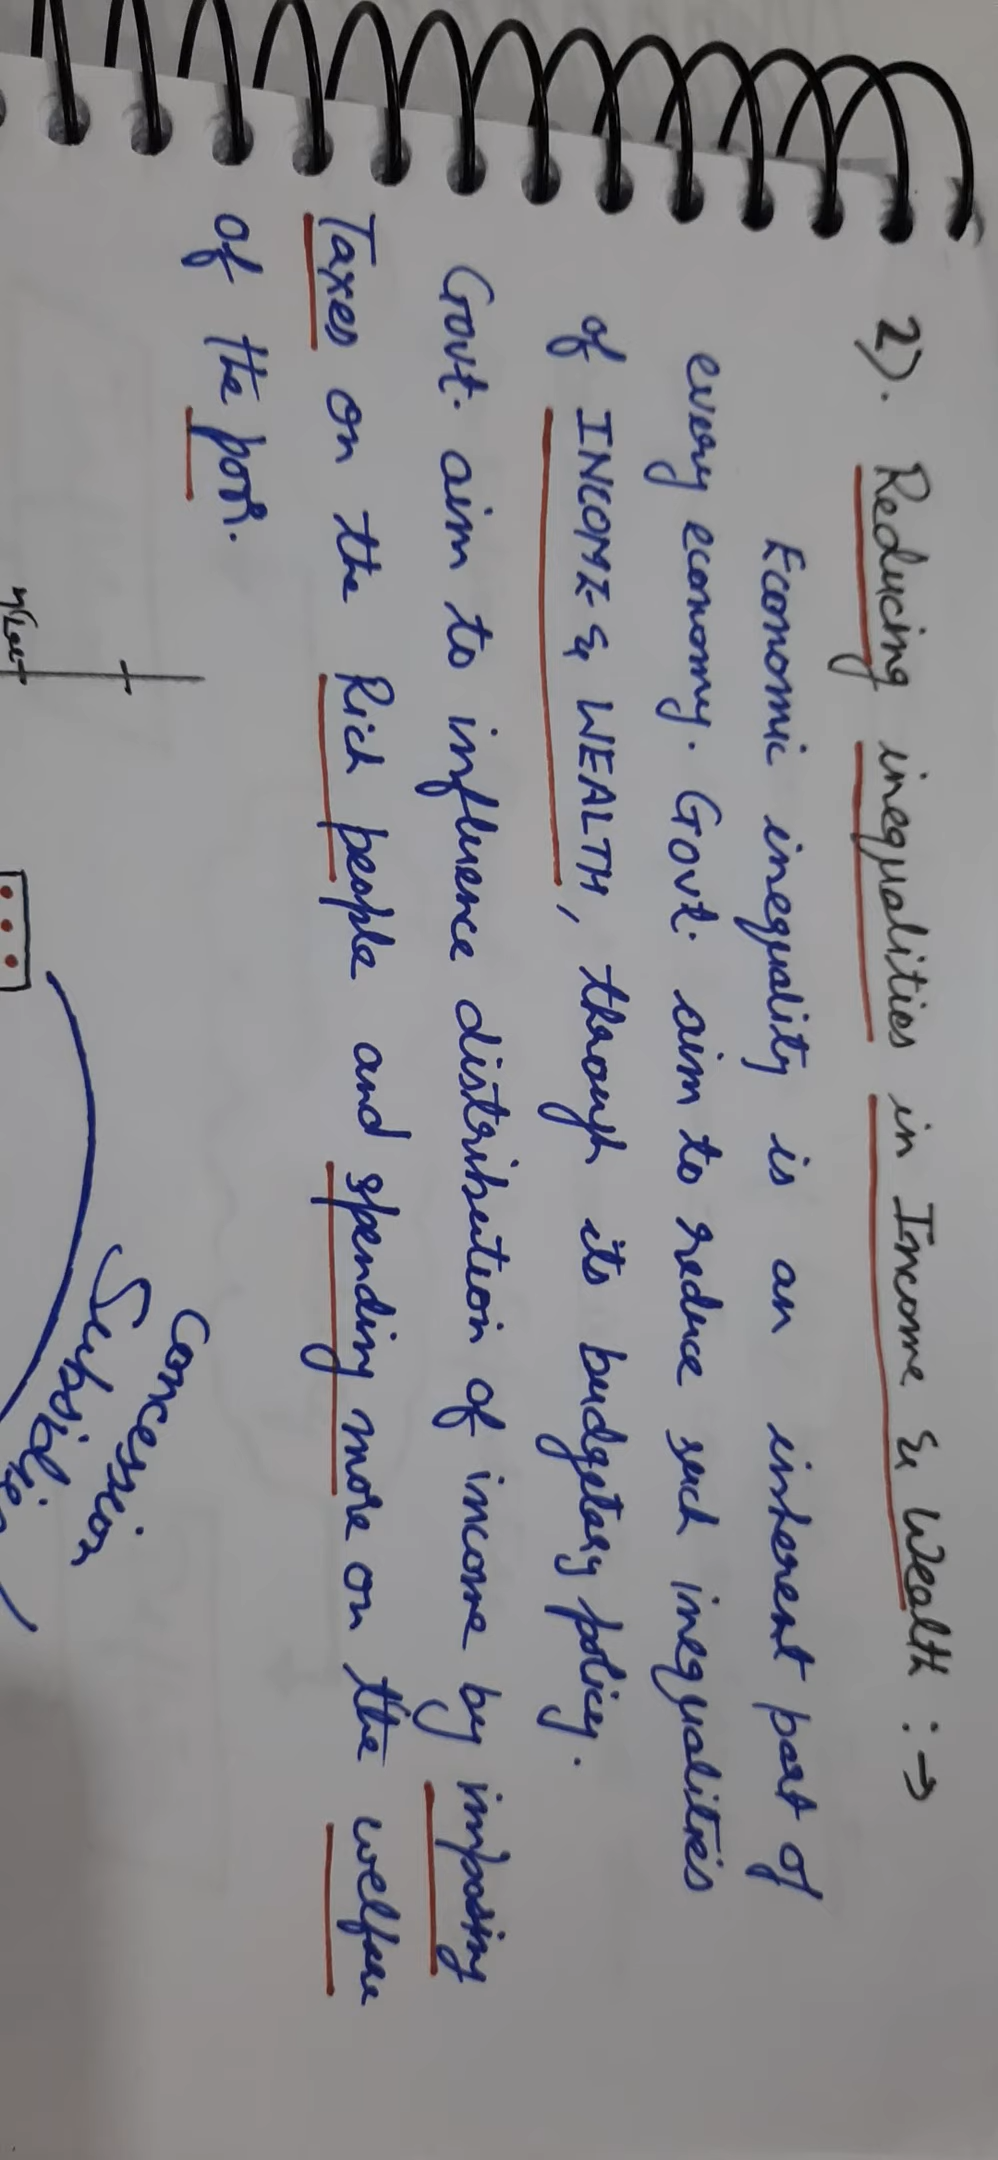 2). Reducing inequalities in Income & Wealth :→
Economic inequality is an inherent part of
every economy. Govt. aim to reduce such inequalities
of INCOME & WEALTH, through its budgetary policy.
Govt. aim to influence distribution of income by imposing
Taxes on the Rich people and spending more on the welfare
of the poor.
Concession
Subsidies